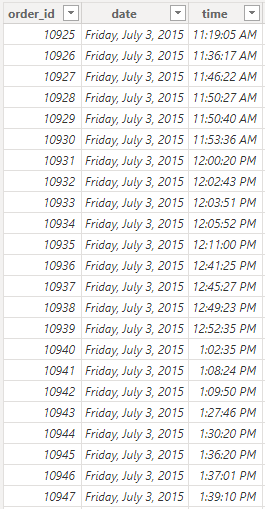 order_id date time
10925 Friday, July 3, 2015 11:19:05 AM
10926 Friday, July 3, 2015 11:36:17 AM
10927 Friday, July 3, 2015 11:46:22 AM
10928 Friday, July 3, 2015 11:50:27 AM
10929 Friday, July 3, 2015 11:50:40 AM
10930 Friday, July 3, 2015 11:53:36 AM
10931 Friday, July 3, 2015 12:00:20 PM
10932 Friday, July 3, 2015 12:02:43 PM
10933 Friday, July 3, 2015 12:03:51 PM
10934 Friday, July 3, 2015 12:05:52 PM
10935 Friday, July 3, 2015 12:11:00 PM
10936 Friday, July 3, 2015 12:41:25 PM
10937 Friday, July 3, 2015 12:45:27 PM
10938 Friday, July 3, 2015 12:49:23 PM
10939 Friday, July 3, 2015 12:52:35 PM
10940 Friday, July 3, 2015 1:02:35 PM
10941 Friday, July 3, 2015 1:08:24 PM
10942 Friday, July 3, 2015 1:09:50 PM
10943 Friday, July 3, 2015 1:27:46 PM
10944 Friday, July 3, 2015 1:30:20 PM
10945 Friday, July 3, 2015 1:36:20 PM
10946 Friday, July 3, 2015 1:37:01 PM
10947 Friday, July 3, 2015 1:39:10 PM